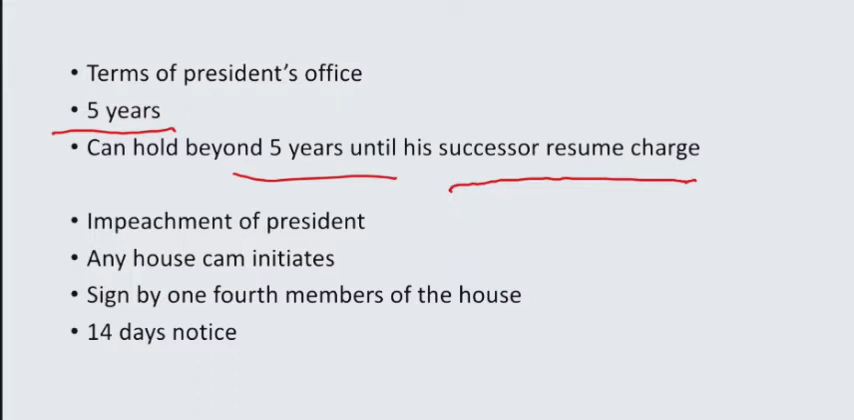 • Terms of president's office
• 5 years
• Can hold beyond 5 years until his successor resume charge
• Impeachment of president
• Any house cam initiates
• Sign by one fourth members of the house
• 14 days notice